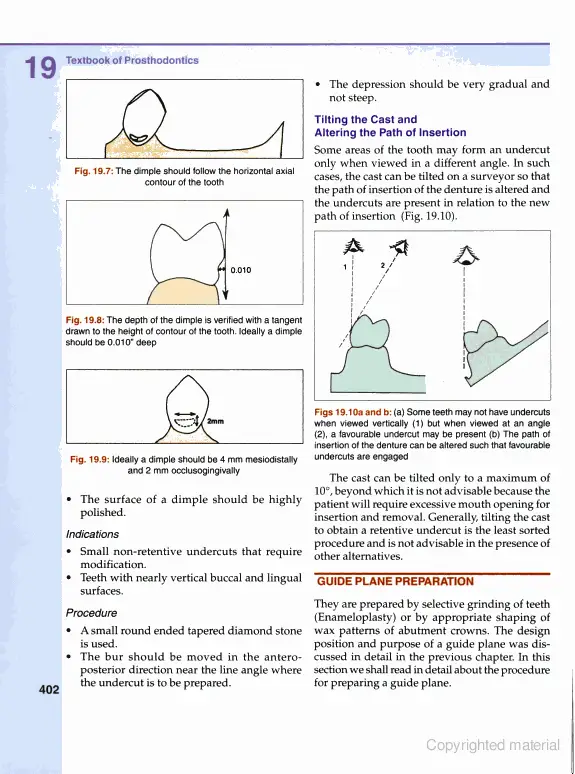 19
Textbook of Prosthodontics
Fig. 19.7: The dimple should follow the horizontal axial
contour of the tooth
0.010
Fig. 19.8: The depth of the dimple is verified with a tangent
drawn to the height of contour of the tooth. Ideally a dimple
should be 0.010" deep
2mm
Fig. 19.9: Ideally a dimple should be 4 mm mesiodistally
and 2 mm occlusogingivally
• The surface of a dimple should be highly
polished.
Indications
• Small non-retentive undercuts that require
modification.
• Teeth with nearly vertical buccal and lingual
surfaces.
Procedure
• A small round ended tapered diamond stone
is used.
• The bur should be moved in the antero-
posterior direction near the line angle where
the undercut is to be prepared.
402
• The depression should be very gradual and
not steep.
Tilting the Cast and
Altering the Path of Insertion
Some areas of the tooth may form an undercut
only when viewed in a different angle. In such
cases, the cast can be tilted on a surveyor so that
the path of insertion of the denture is altered and
the undercuts are present in relation to the new
path of insertion (Fig. 19.10).
1 2
Figs 19.10a and b: (a) Some teeth may not have undercuts
when viewed vertically (1) but when viewed at an angle
(2), a favourable undercut may be present (b) The path of
insertion of the denture can be altered such that favourable
undercuts are engaged
The cast can be tilted only to a maximum of
10°, beyond which it is not advisable because the
patient will require excessive mouth opening for
insertion and removal. Generally, tilting the cast
to obtain a retentive undercut is the least sorted
procedure and is not advisable in the presence of
other alternatives.
GUIDE PLANE PREPARATION
They are prepared by selective grinding of teeth
(Enameloplasty) or by appropriate shaping of
wax patterns of abutment crowns. The design
position and purpose of a guide plane was dis-
cussed in detail in the previous chapter. In this
section we shall read in detail about the procedure
for preparing a guide plane.
Copyrighted material